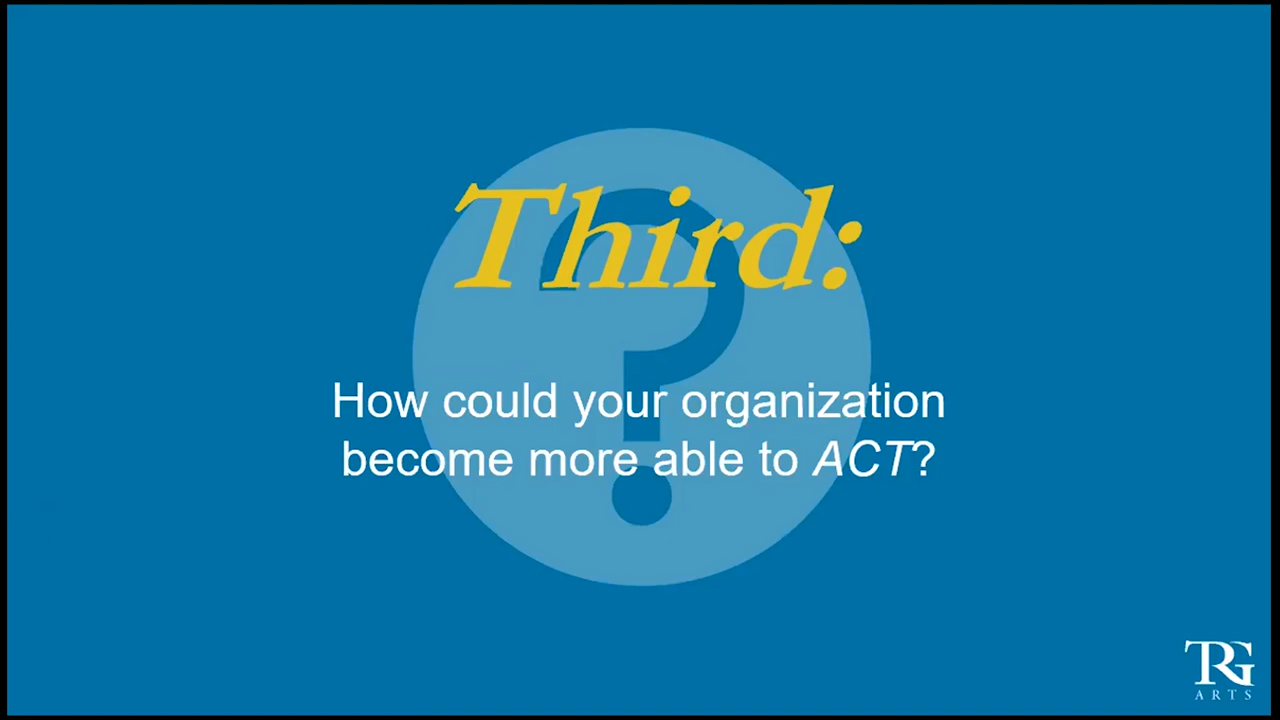 Third:
How could your organization
become more able to ACT?
TRG
ARTS